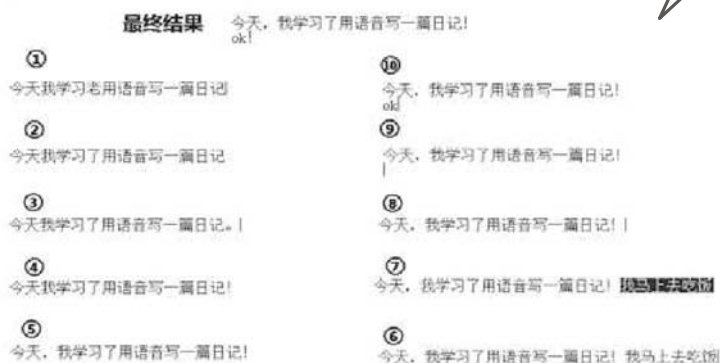 最终结果
今天，我学习了用语音写一篇日记！
ok！
①
今天我学习老用语音写一篇日记
②
今天我学习了用语音写一篇日记
③
今天我学习了用语音写一篇日记。
④
今天我学习了用语音写一篇日记！
⑤
今天，我学习了用语音写一篇日记！
⑩
今天，我学习了用语音写一篇日记！
ok
⑨
今天，我学习了用语音写一篇日记！
⑧
今天，我学习了用语音写一篇日记！
⑦
今天，我学习了用语音写一篇日记！我马上去吃饭
⑥
今天，我学习了用语音写一篇日记！我马上去吃饭